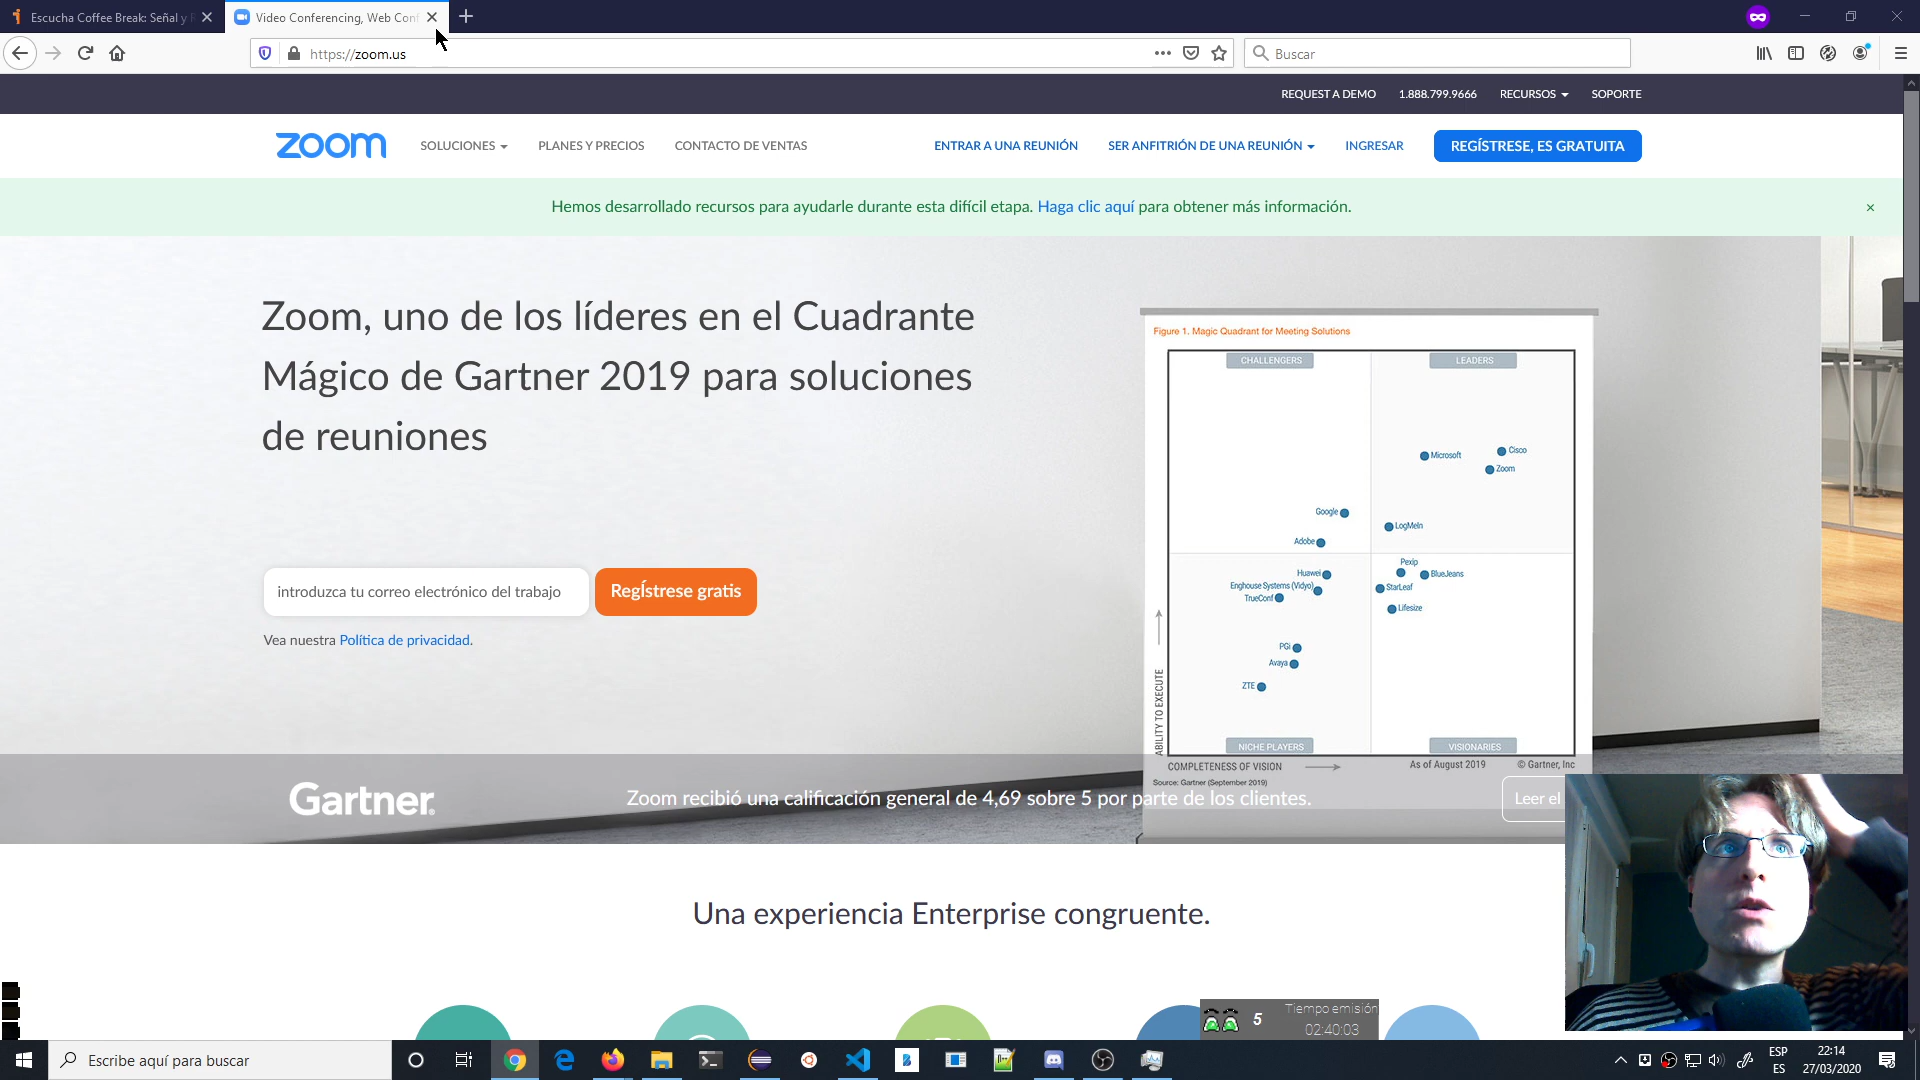 Escucha Coffee Break: Señal y
Video Conferencing, Web Conf
https://zoom.us
Buscar
REQUEST A DEMO
1.888.799.9666
RECURSOS
SOPORTE
zoom
SOLUCIONES
PLANES Y PRECIOS
CONTACTO DE VENTAS
ENTRAR A UNA REUNIÓN
SER ANFITRIÓN DE UNA REUNIÓN
INGRESAR
REGÍSTRESE, ES GRATUITA
Hemos desarrollado recursos para ayudarle durante esta difícil etapa. Haga clic aquí para obtener más información.
Zoom, uno de los líderes en el Cuadrante
Mágico de Gartner 2019 para soluciones
de reuniones
introduzca tu correo electrónico del trabajo
RegÍstrese gratis
Vea nuestra Política de privacidad.
Figure 1. Magic Quadrant for Meeting Solutions
CHALLENGERS
LEADERS
Microsoft
Cisco
Zoom
Google
LogMeIn
Adobe
Pexip
Huawei
BlueJeans
Enghouse Systems (Vidyo)
StarLeaf
TrueConf
Lifesize
PGi
Avaya
ZTE
ABILITY TO EXECUTE
NICHE PLAYERS
VISIONARIES
COMPLETENESS OF VISION
As of August 2019
© Gartner, Inc
Source: Gartner (September 2019)
Gartner
Zoom recibió una calificación general de 4,69 sobre 5 por parte de los clientes.
Leer el
Una experiencia Enterprise congruente.
5
Tiempo emisión
02:40:03
Escribe aquí para buscar
ESP
ES
22:14
27/03/2020